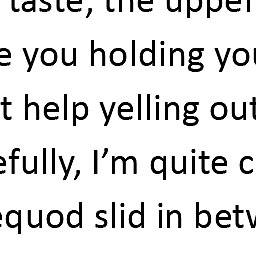 taste, the upper
e you holding you
t help yelling out
efully, I'm quite c
equod slid in betw